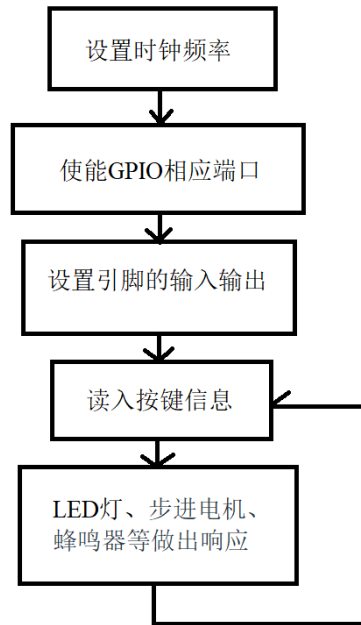 设置时钟频率
使能GPIO相应端口
设置引脚的输入输出
读入按键信息
LED灯、步进电机、
蜂鸣器等做出响应